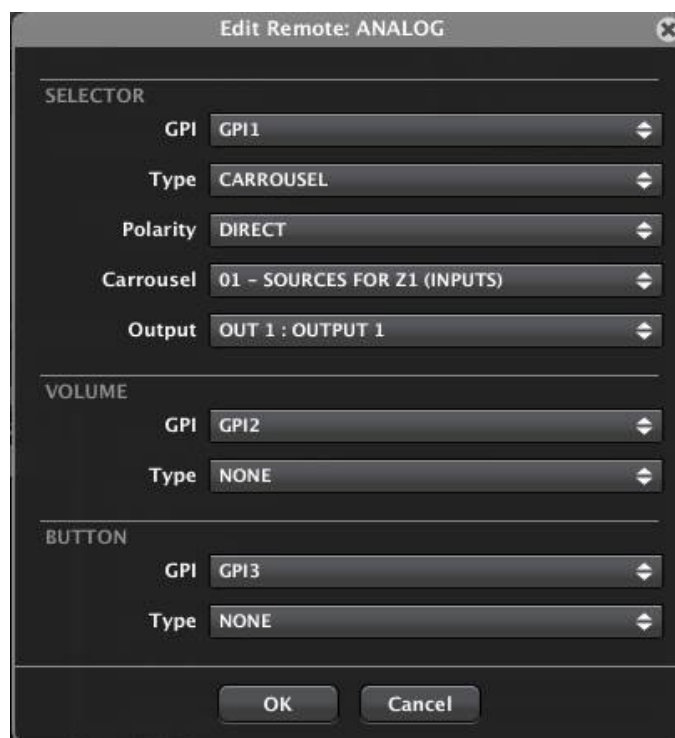 Edit Remote: ANALOG
SELECTOR
GPI GPI1
Type CARROUSEL
Polarity DIRECT
Carrousel 01 - SOURCES FOR Z1 (INPUTS)
Output OUT 1 : OUTPUT 1
VOLUME
GPI GPI2
Type NONE
BUTTON
GPI GPI3
Type NONE
OK Cancel